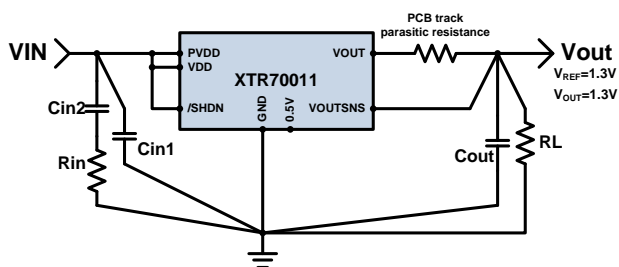 PCB track
parasitic resistance
VIN
PVDD
VDD
/SHDN
XTR70011
GND
0.5V
VOUT
VOUTSNS
Vout
VREF=1.3V
VOUT=1.3V
Cin2
Rin
Cin1
Cout
RL